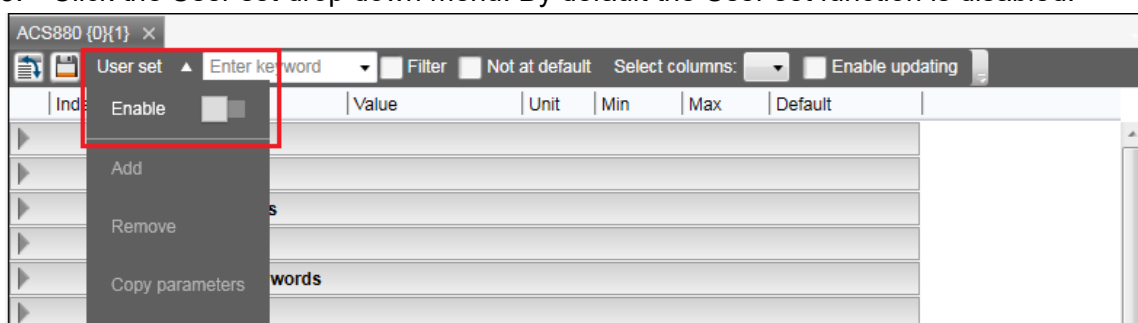 Click the User set drop-down menu. By default the User set function is disabled.
ACS880 {0}{1} ×
User set ▲ Enter keyword Filter Not at default Select columns: Enable updating
Value Unit Min Max Default
Enable
Add
s
Remove
words
Copy parameters